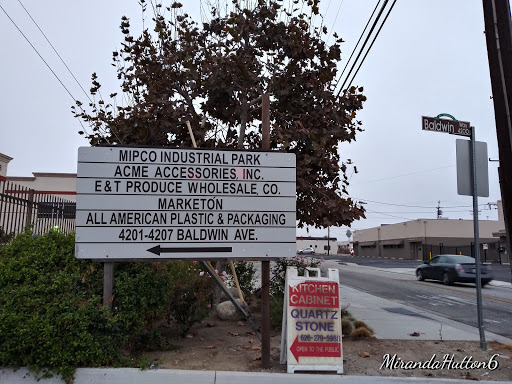 MIPCO INDUSTRIAL PARK
ACME ACCESSORIES, INC.
E&T PRODUCE WHOLESALE, CO.
MARKETON
ALL AMERICAN PLASTIC & PACKAGING
4201-4207 BALDWIN AVE.
Baldwin
4200
KITCHEN
CABINET
QUARTZ
STONE
OPEN TO THE PUBLIC
MirandaHutton6